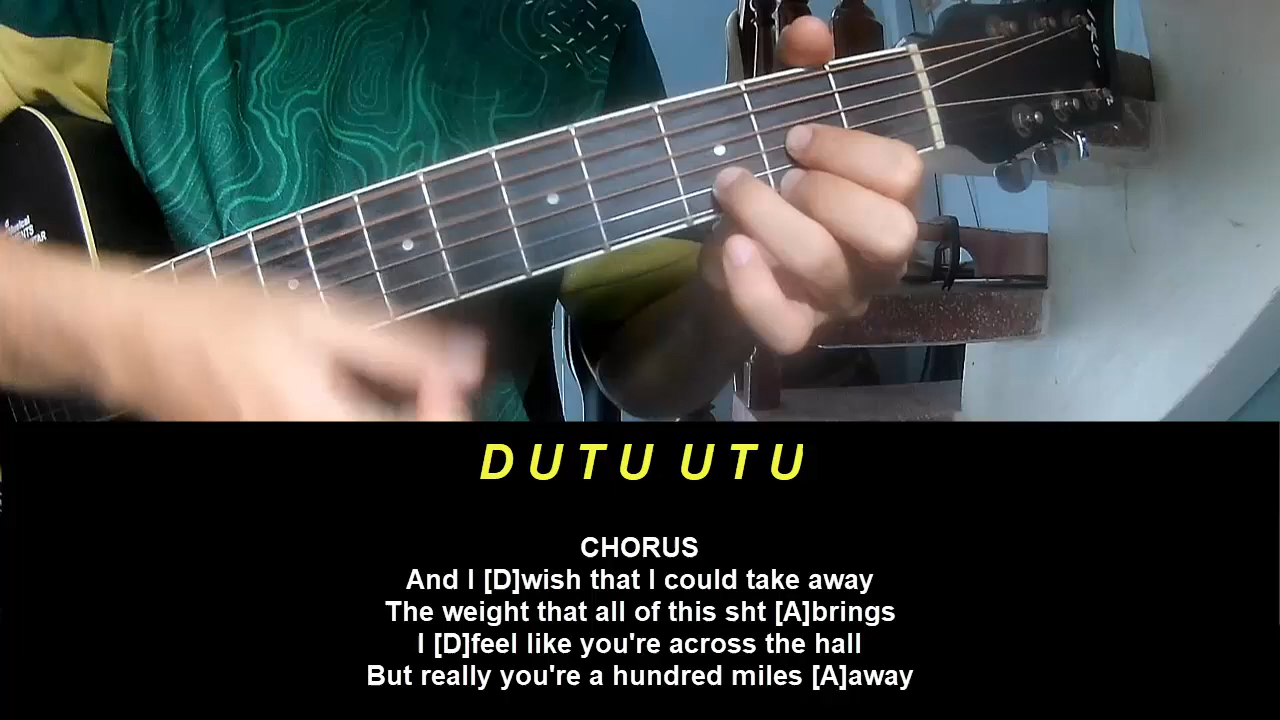 D U T U U T U
CHORUS
And I [D]wish that I could take away
The weight that all of this sht [A]brings
I [D]feel like you're across the hall
But really you're a hundred miles [A]away